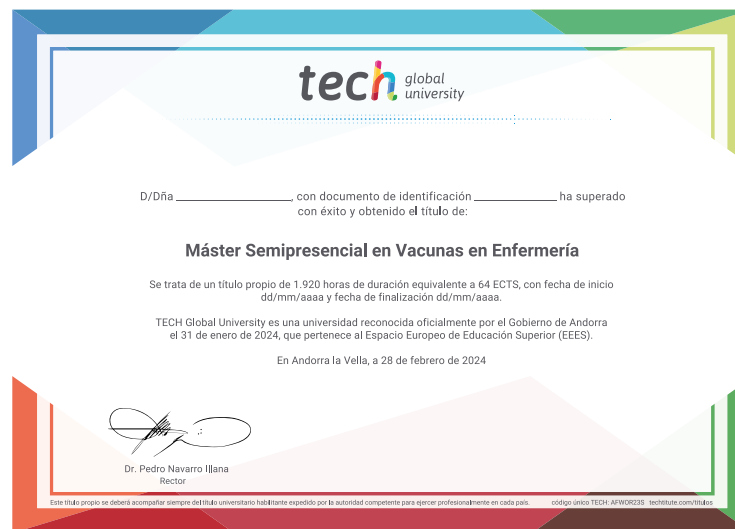 tech global university
D/Dña ____________________, con documento de identificación ______________ ha superado
con éxito y obtenido el título de:
Máster Semipresencial en Vacunas en Enfermería
Se trata de un título propio de 1.920 horas de duración equivalente a 64 ECTS, con fecha de inicio
dd/mm/aaaa y fecha de finalización dd/mm/aaaa.
TECH Global University es una universidad reconocida oficialmente por el Gobierno de Andorra
el 31 de enero de 2024, que pertenece al Espacio Europeo de Educación Superior (EEES).
En Andorra la Vella, a 28 de febrero de 2024
Dr. Pedro Navarro Illana
Rector
Este título propio se deberá acompañar siempre del título universitario habilitante expedido por la autoridad competente para ejercer profesionalmente en cada país. código único TECH: AFWOR23S techtitute.com/titulos